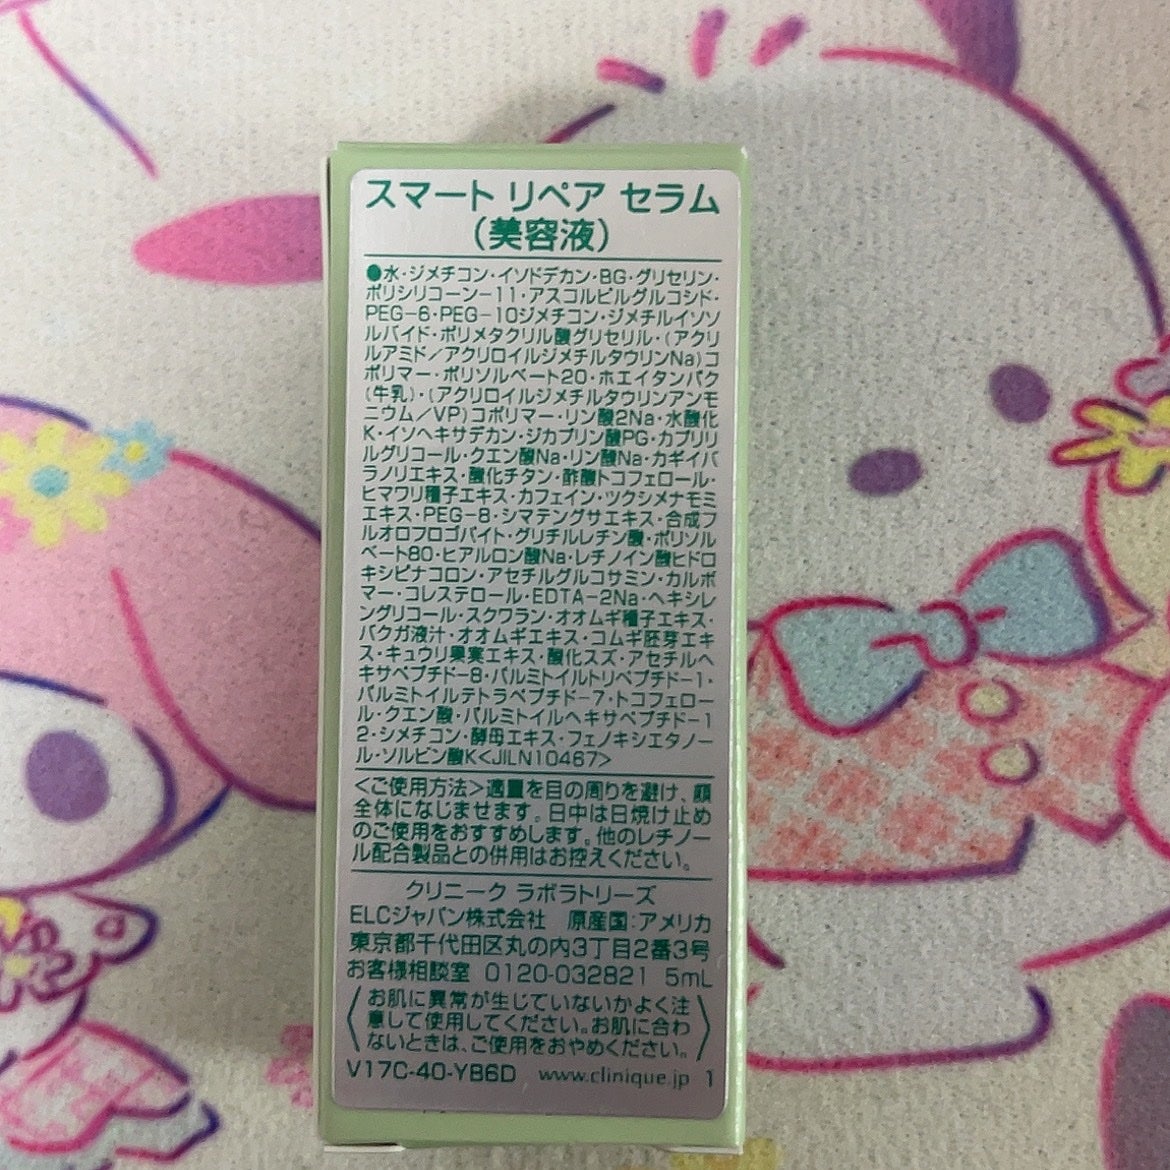 スマート リペア セラム
(美容液)
●水・ジメチコン・イソドデカン・BG・グリセリン・
ポリシリコーン-11・アスコルビルグルコシド・
PEG-6・PEG-10ジメチコン・ジメチルイソソ
ルバイド・ポリメタクリル酸グリセリル・(アクリ
ルアミド/アクリロイルジメチルタウリンNa)コ
ポリマー・ポリソルベート20・ホエイタンパク
(牛乳)・(アクリロイルジメチルタウリンアンモ
ニウム/VP)コポリマー・リン酸2Na・水酸化
K・イソヘキサデカン・ジカプリン酸PG・カプリリ
ルグリコール・クエン酸Na・リン酸Na・カギイバ
ラノリエキス・酸化チタン・酢酸トコフェロール・
ヒマワリ種子エキス・カフェイン・ツクシメナモミ
エキス・PEG-8・シマテングサエキス・合成フ
ルオロフロゴパイト・グリチルレチン酸・ポリソル
ベート80・ヒアルロン酸Na・レチノイン酸ヒドロ
キシピナコロン・アセチルグルコサミン・カルボ
マー・コレステロール・EDTA-2Na・ヘキシレ
ングリコール・スクワラン・オオムギ種子エキス・
バクガ液汁・オオムギエキス・コムギ胚芽エキ
ス・キュウリ果実エキス・酸化スズ・アセチルヘ
キサペプチド-8・パルミトイルトリペプチド-1・
パルミトイルテトラペプチド-7・トコフェロー
ル・クエン酸・パルミトイルヘキサペプチド-1
2・シメチコン・酵母エキス・フェノキシエタノー
ル・ソルビン酸K<JILN10467>
<ご使用方法>適量を目の周りを避け、顔
全体になじませます。日中は日焼け止め
のご使用をおすすめします。他のレチノー
ル配合製品との併用はお控えください。
クリニーク ラボラトリーズ
ELCジャパン株式会社 原産国:アメリカ
東京都千代田区丸の内3丁目2番3号
お客様相談室 0120-032821 5mL
お肌に異常が生じていないかよく注
意して使用してください。お肌に合わ
ないときは、ご使用をおやめください。
V17C-40-YB6D www.clinique.jp 1